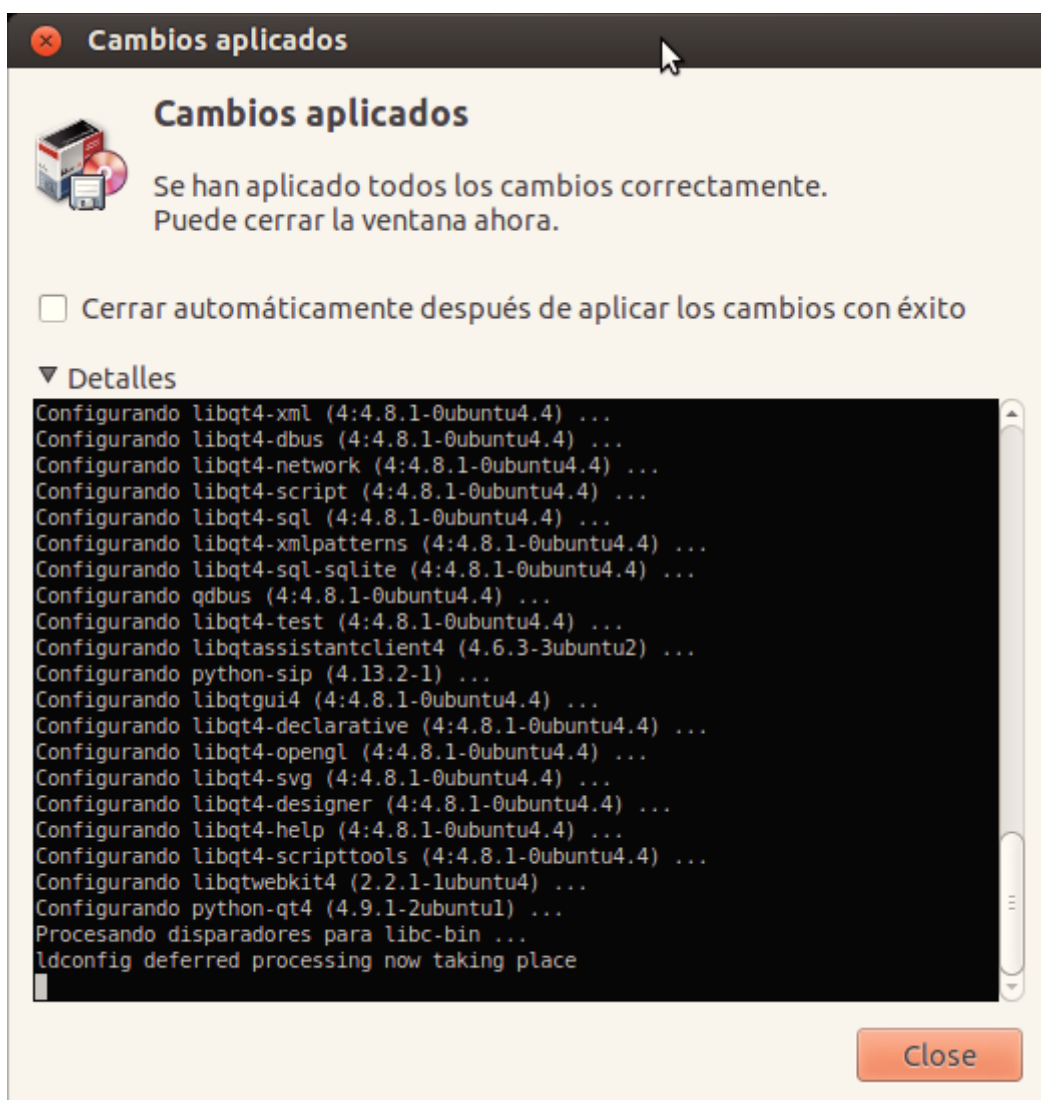 Cambios aplicados
Cambios aplicados
Se han aplicado todos los cambios correctamente.
Puede cerrar la ventana ahora.
Cerrar automáticamente después de aplicar los cambios con éxito
Detalles
Configurando libqt4-xml (4:4.8.1-0ubuntu4.4) ...
Configurando libqt4-dbus (4:4.8.1-0ubuntu4.4) ...
Configurando libqt4-network (4:4.8.1-0ubuntu4.4) ...
Configurando libqt4-script (4:4.8.1-0ubuntu4.4) ...
Configurando libqt4-sql (4:4.8.1-0ubuntu4.4) ...
Configurando libqt4-xmlpatterns (4:4.8.1-0ubuntu4.4) ...
Configurando libqt4-sql-sqlite (4:4.8.1-0ubuntu4.4) ...
Configurando qdbus (4:4.8.1-0ubuntu4.4) ...
Configurando libqt4-test (4:4.8.1-0ubuntu4.4) ...
Configurando libqtassistantclient4 (4.6.3-3ubuntu2) ...
Configurando python-sip (4.13.2-1) ...
Configurando libqtgui4 (4:4.8.1-0ubuntu4.4) ...
Configurando libqt4-declarative (4:4.8.1-0ubuntu4.4) ...
Configurando libqt4-opengl (4:4.8.1-0ubuntu4.4) ...
Configurando libqt4-svg (4:4.8.1-0ubuntu4.4) ...
Configurando libqt4-designer (4:4.8.1-0ubuntu4.4) ...
Configurando libqt4-help (4:4.8.1-0ubuntu4.4) ...
Configurando libqt4-scripttools (4:4.8.1-0ubuntu4.4) ...
Configurando libqtwebkit4 (2.2.1-1ubuntu4) ...
Configurando python-qt4 (4.9.1-2ubuntu1) ...
Procesando disparadores para libc-bin ...
ldconfig deferred processing now taking place
Close